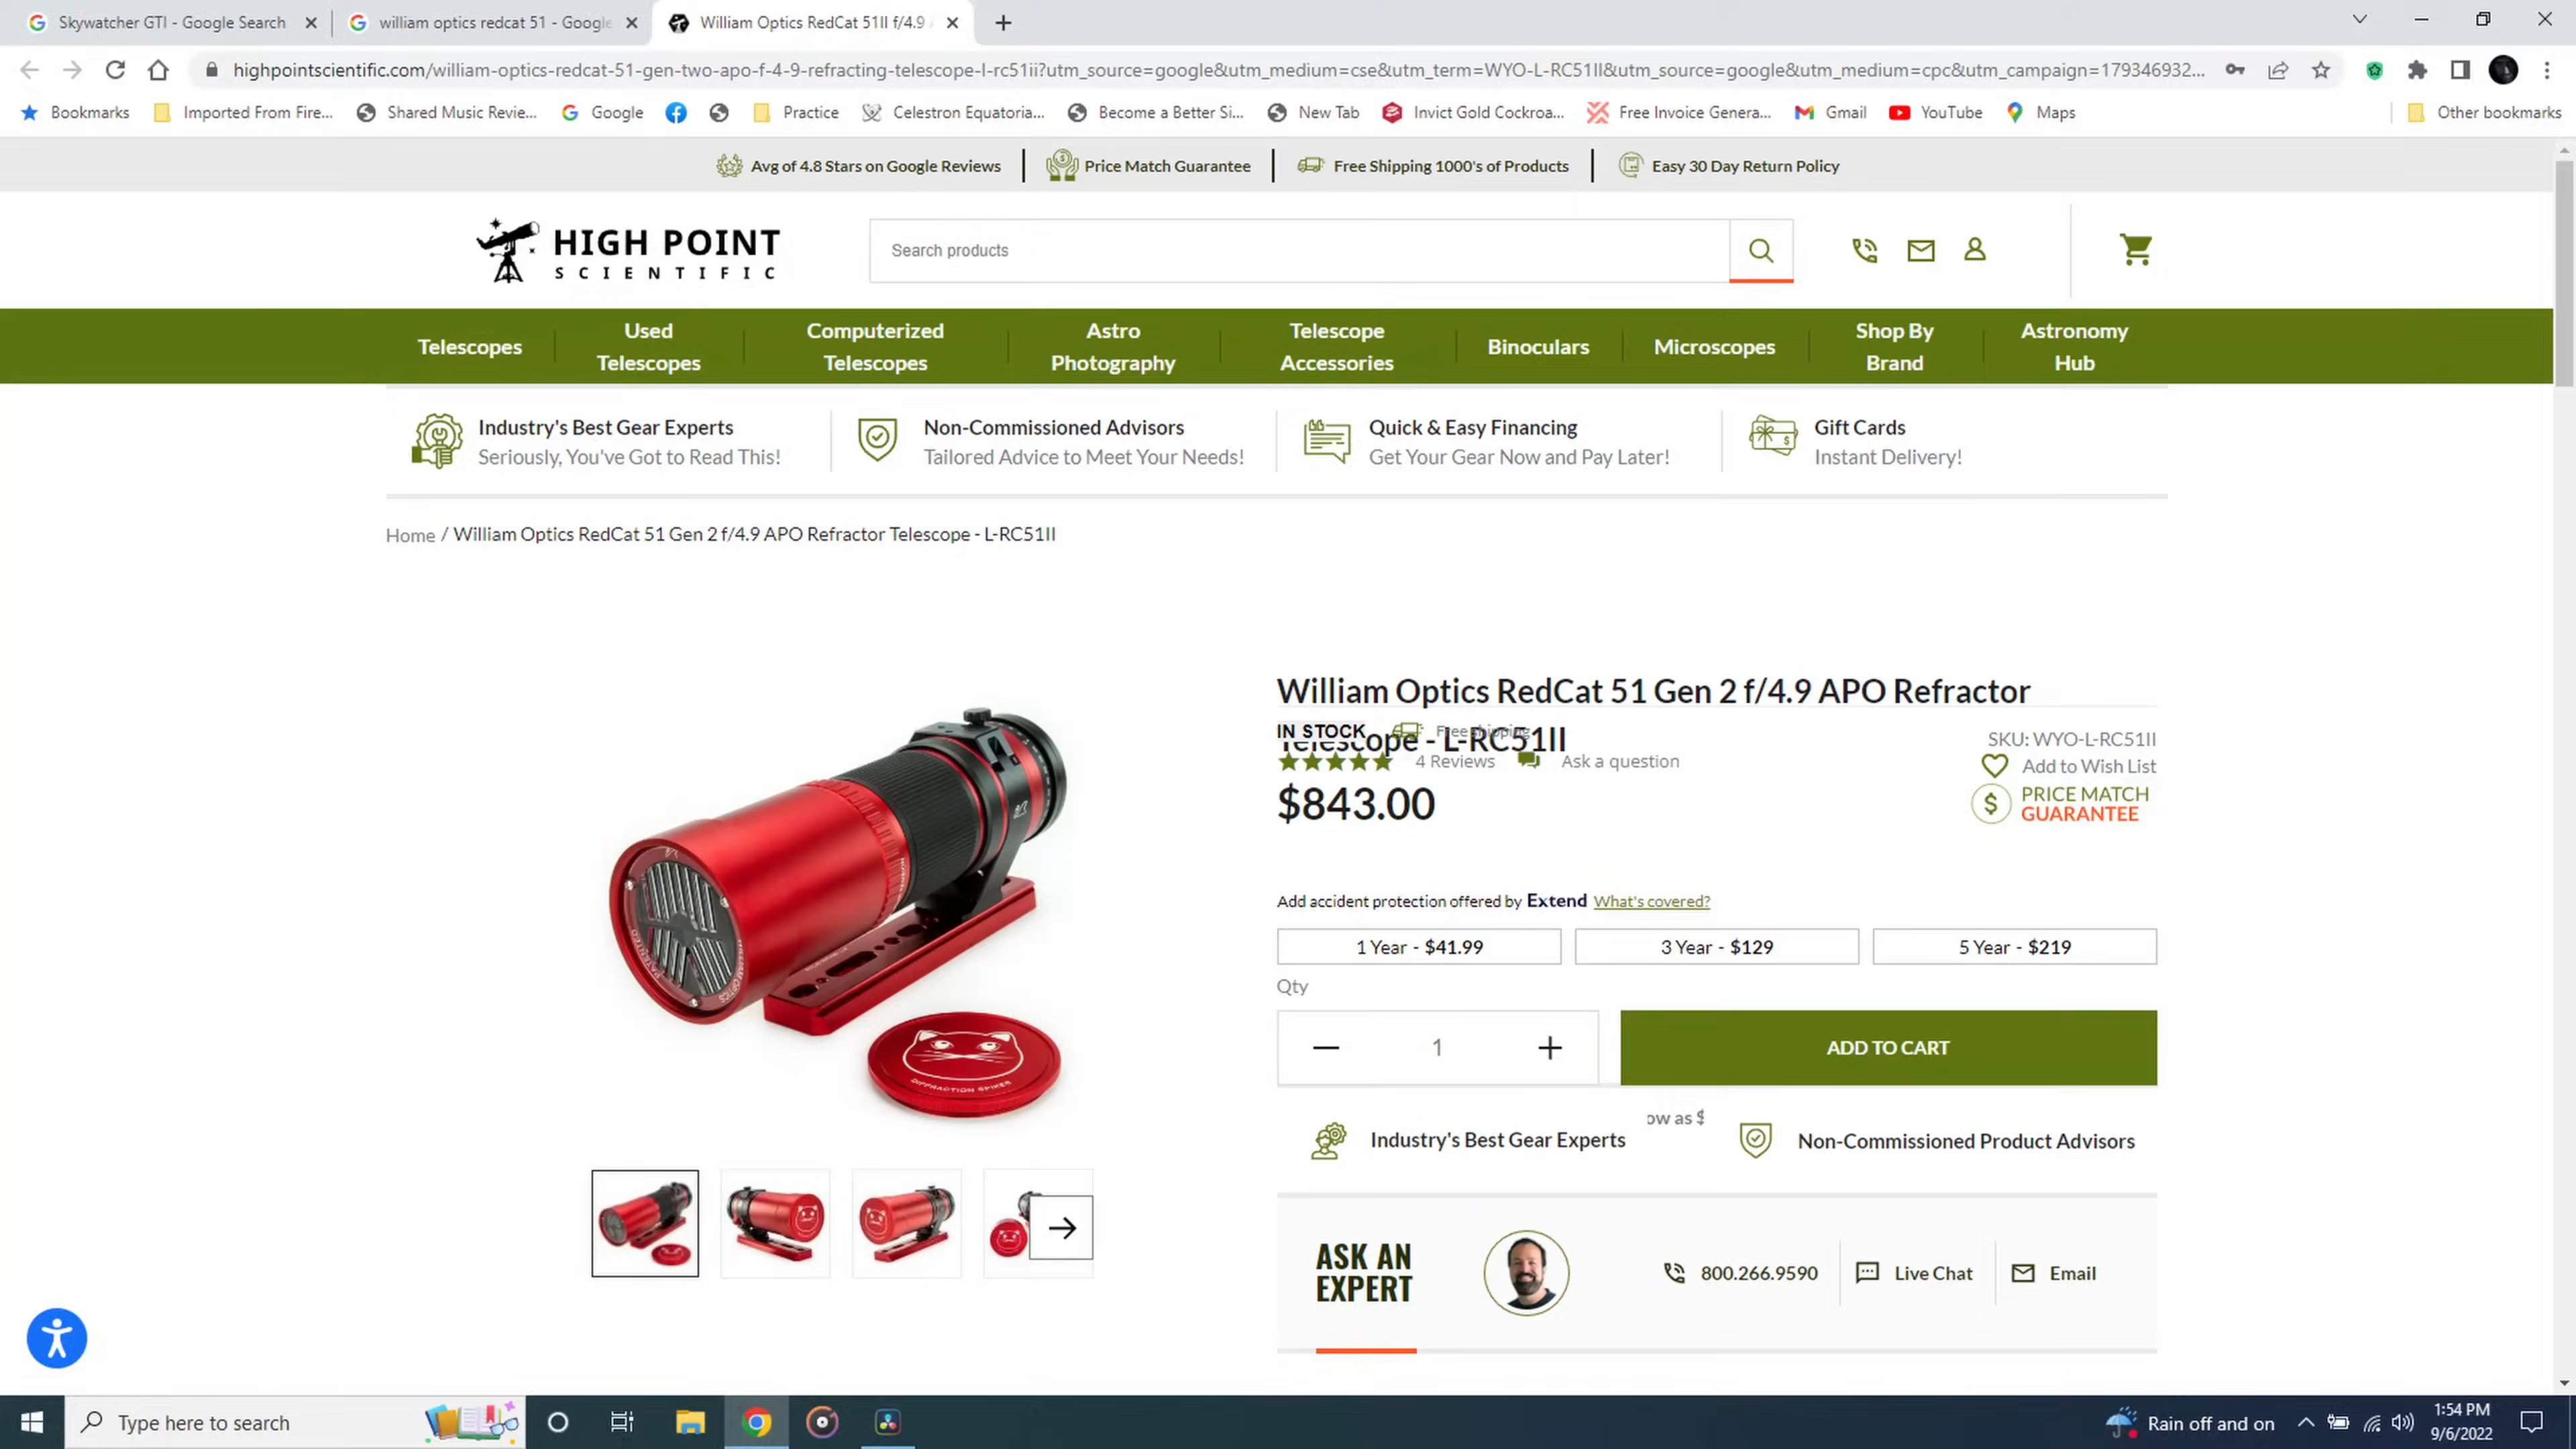 Skywatcher GTI - Google Search
william optics redcat 51 - Google
William Optics RedCat 51II f/4.9
highpointscientific.com/william-optics-redcat-51-gen-two-apo-f-4-9-refracting-telescope-l-rc51ii?utm_source=google&utm_medium=cse&utm_term=WYO-L-RC51II&utm_source=google&utm_medium=cpc&utm_campaign=179346932...
Bookmarks
Imported From Fire...
Shared Music Revie...
Google
Practice
Celestron Equatoria...
Become a Better Si...
New Tab
Invict Gold Cockroa...
Free Invoice Genera...
Gmail
YouTube
Maps
Other bookmarks
Avg of 4.8 Stars on Google Reviews
Price Match Guarantee
Free Shipping 1000's of Products
Easy 30 Day Return Policy
HIGH POINT
SCIENTIFIC
Search products
Telescopes
Used
Telescopes
Computerized
Telescopes
Astro
Photography
Telescope
Accessories
Binoculars
Microscopes
Shop By
Brand
Astronomy
Hub
Industry's Best Gear Experts
Seriously, You've Got to Read This!
Non-Commissioned Advisors
Tailored Advice to Meet Your Needs!
Quick & Easy Financing
Get Your Gear Now and Pay Later!
Gift Cards
Instant Delivery!
Home / William Optics RedCat 51 Gen 2 f/4.9 APO Refractor Telescope - L-RC51II
William Optics RedCat 51 Gen 2 f/4.9 APO Refractor
Telescope - L-RC51II
IN STOCK
Free shipping
4 Reviews
Ask a question
$843.00
SKU: WYO-L-RC51II
Add to Wish List
PRICE MATCH
GUARANTEE
Add accident protection offered by Extend What's covered?
1 Year - $41.99
3 Year - $129
5 Year - $219
Qty
1
ADD TO CART
ow as $
Industry's Best Gear Experts
Non-Commissioned Product Advisors
DIFFRACTION SPIKES
ASK AN
EXPERT
800.266.9590
Live Chat
Email
Type here to search
Rain off and on
1:54 PM
9/6/2022